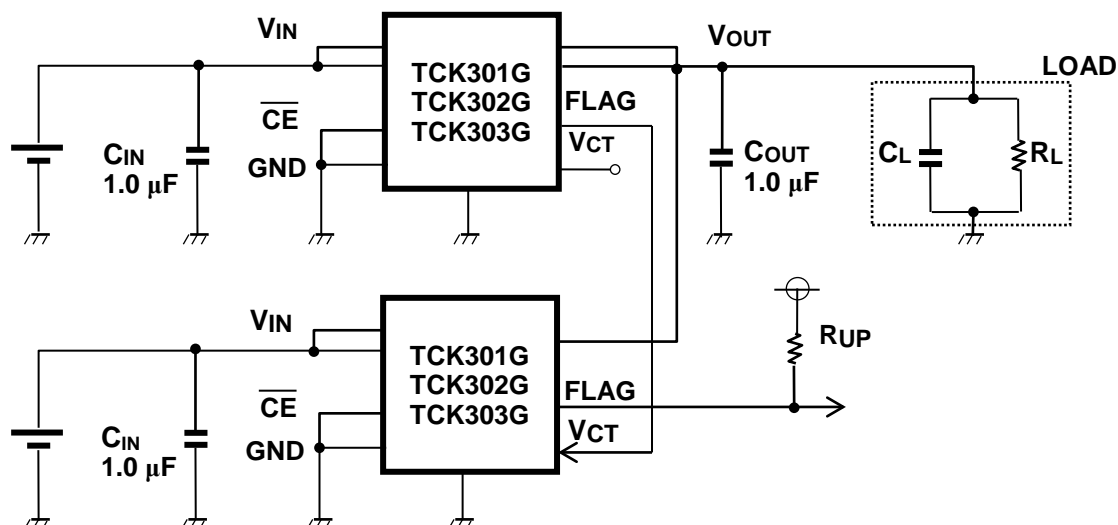 VIN
TCK301G
TCK302G
TCK303G
CE
GND
CIN
1.0 μF
FLAG
VCT
VOUT
COUT
1.0 μF
LOAD
CL
RL
VIN
TCK301G
TCK302G
TCK303G
CE
GND
CIN
1.0 μF
FLAG
VCT
RUP